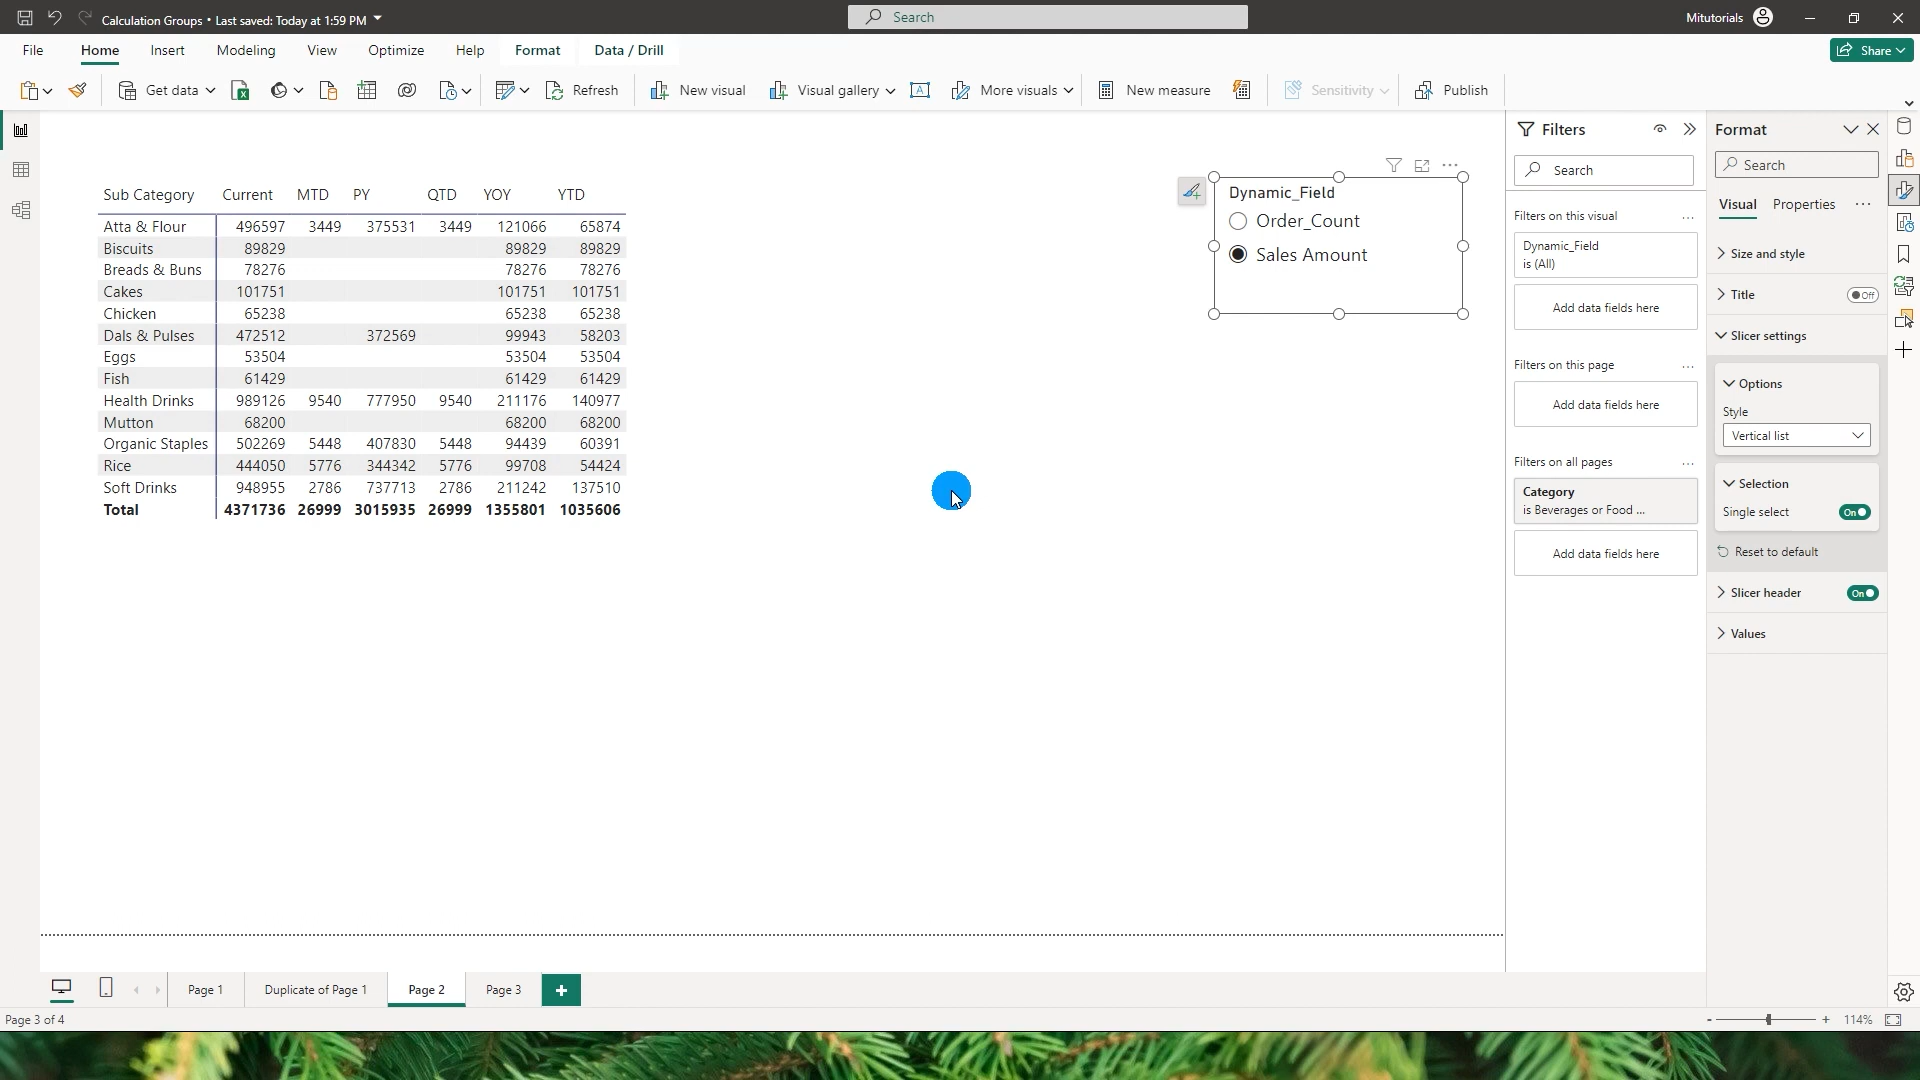 Calculation Groups • Last saved: Today at 1:59 PM
Search
Mitutorials
File Home Insert Modeling View Optimize Help Format Data / Drill
Share
Get data
Refresh
New visual
Visual gallery
A
More visuals
New measure
Sensitivity
Publish
Sub Category Current MTD PY QTD YOY YTD
Atta & Flour 496597 3449 375531 3449 121066 65874
Biscuits 89829 89829 89829
Breads & Buns 78276 78276 78276
Cakes 101751 101751 101751
Chicken 65238 65238 65238
Dals & Pulses 472512 372569 99943 58203
Eggs 53504 53504 53504
Fish 61429 61429 61429
Health Drinks 989126 9540 777950 9540 211176 140977
Mutton 68200 68200 68200
Organic Staples 502269 5448 407830 5448 94439 60391
Rice 444050 5776 344342 5776 99708 54424
Soft Drinks 948955 2786 737713 2786 211242 137510
Total 4371736 26999 3015935 26999 1355801 1035606
Dynamic_Field
Order_Count
Sales Amount
Filters
Search
Filters on this visual ...
Dynamic_Field
is (All)
Add data fields here
Filters on this page ...
Add data fields here
Filters on all pages ...
Category
is Beverages or Food ...
Add data fields here
Format
Search
Visual Properties ...
Size and style
Title Off
Slicer settings
Options
Style
Vertical list
Selection
Single select On
Reset to default
Slicer header On
Values
Page 1
Duplicate of Page 1
Page 2
Page 3
+
Page 3 of 4
- + 114%